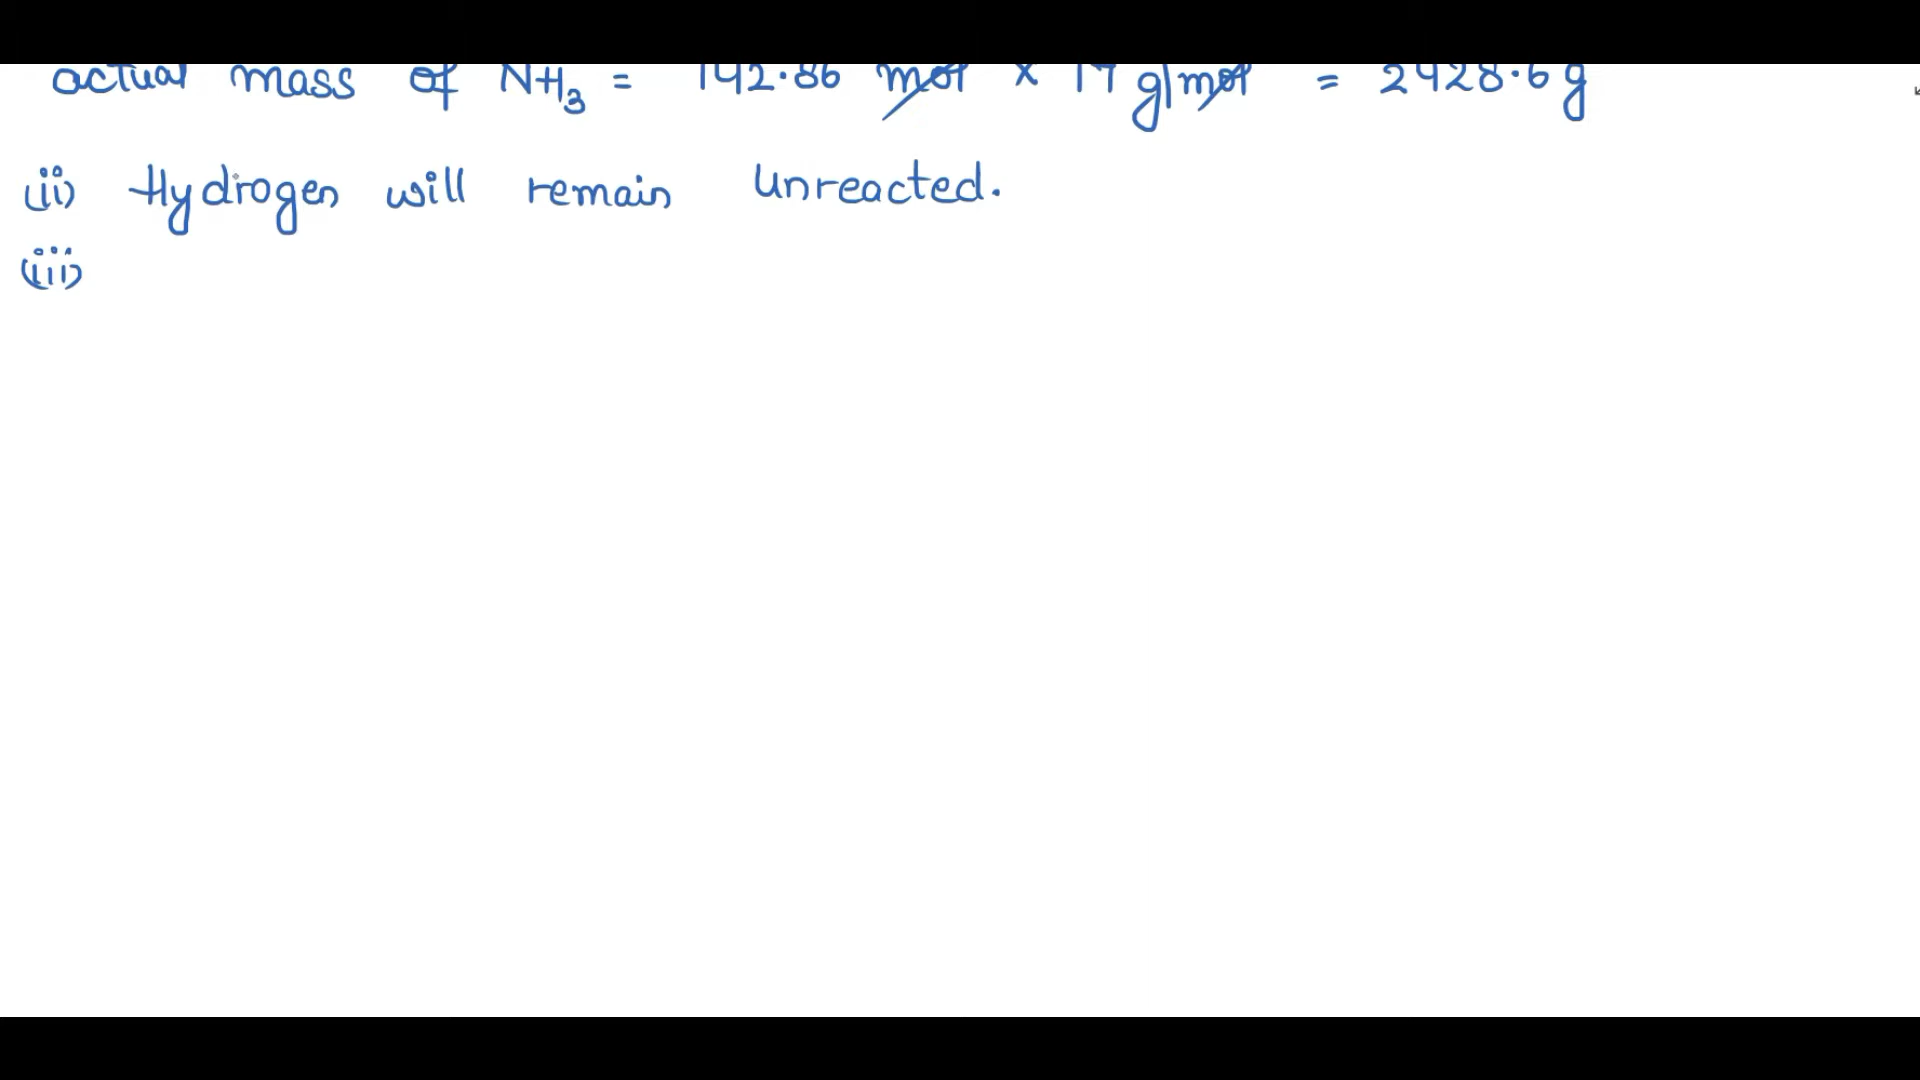 actual mass of NH₃ = 142.86 mol × 17 g/mol = 2428.6 g
(ii) Hydrogen will remain unreacted.
(iii)